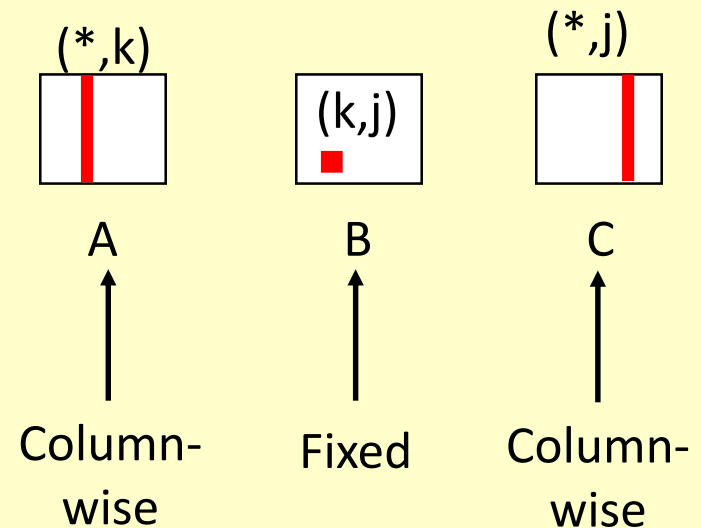 (*,k)
(k,j)
(*,j)
A
B
C
Column-
wise
Fixed
Column-
wise